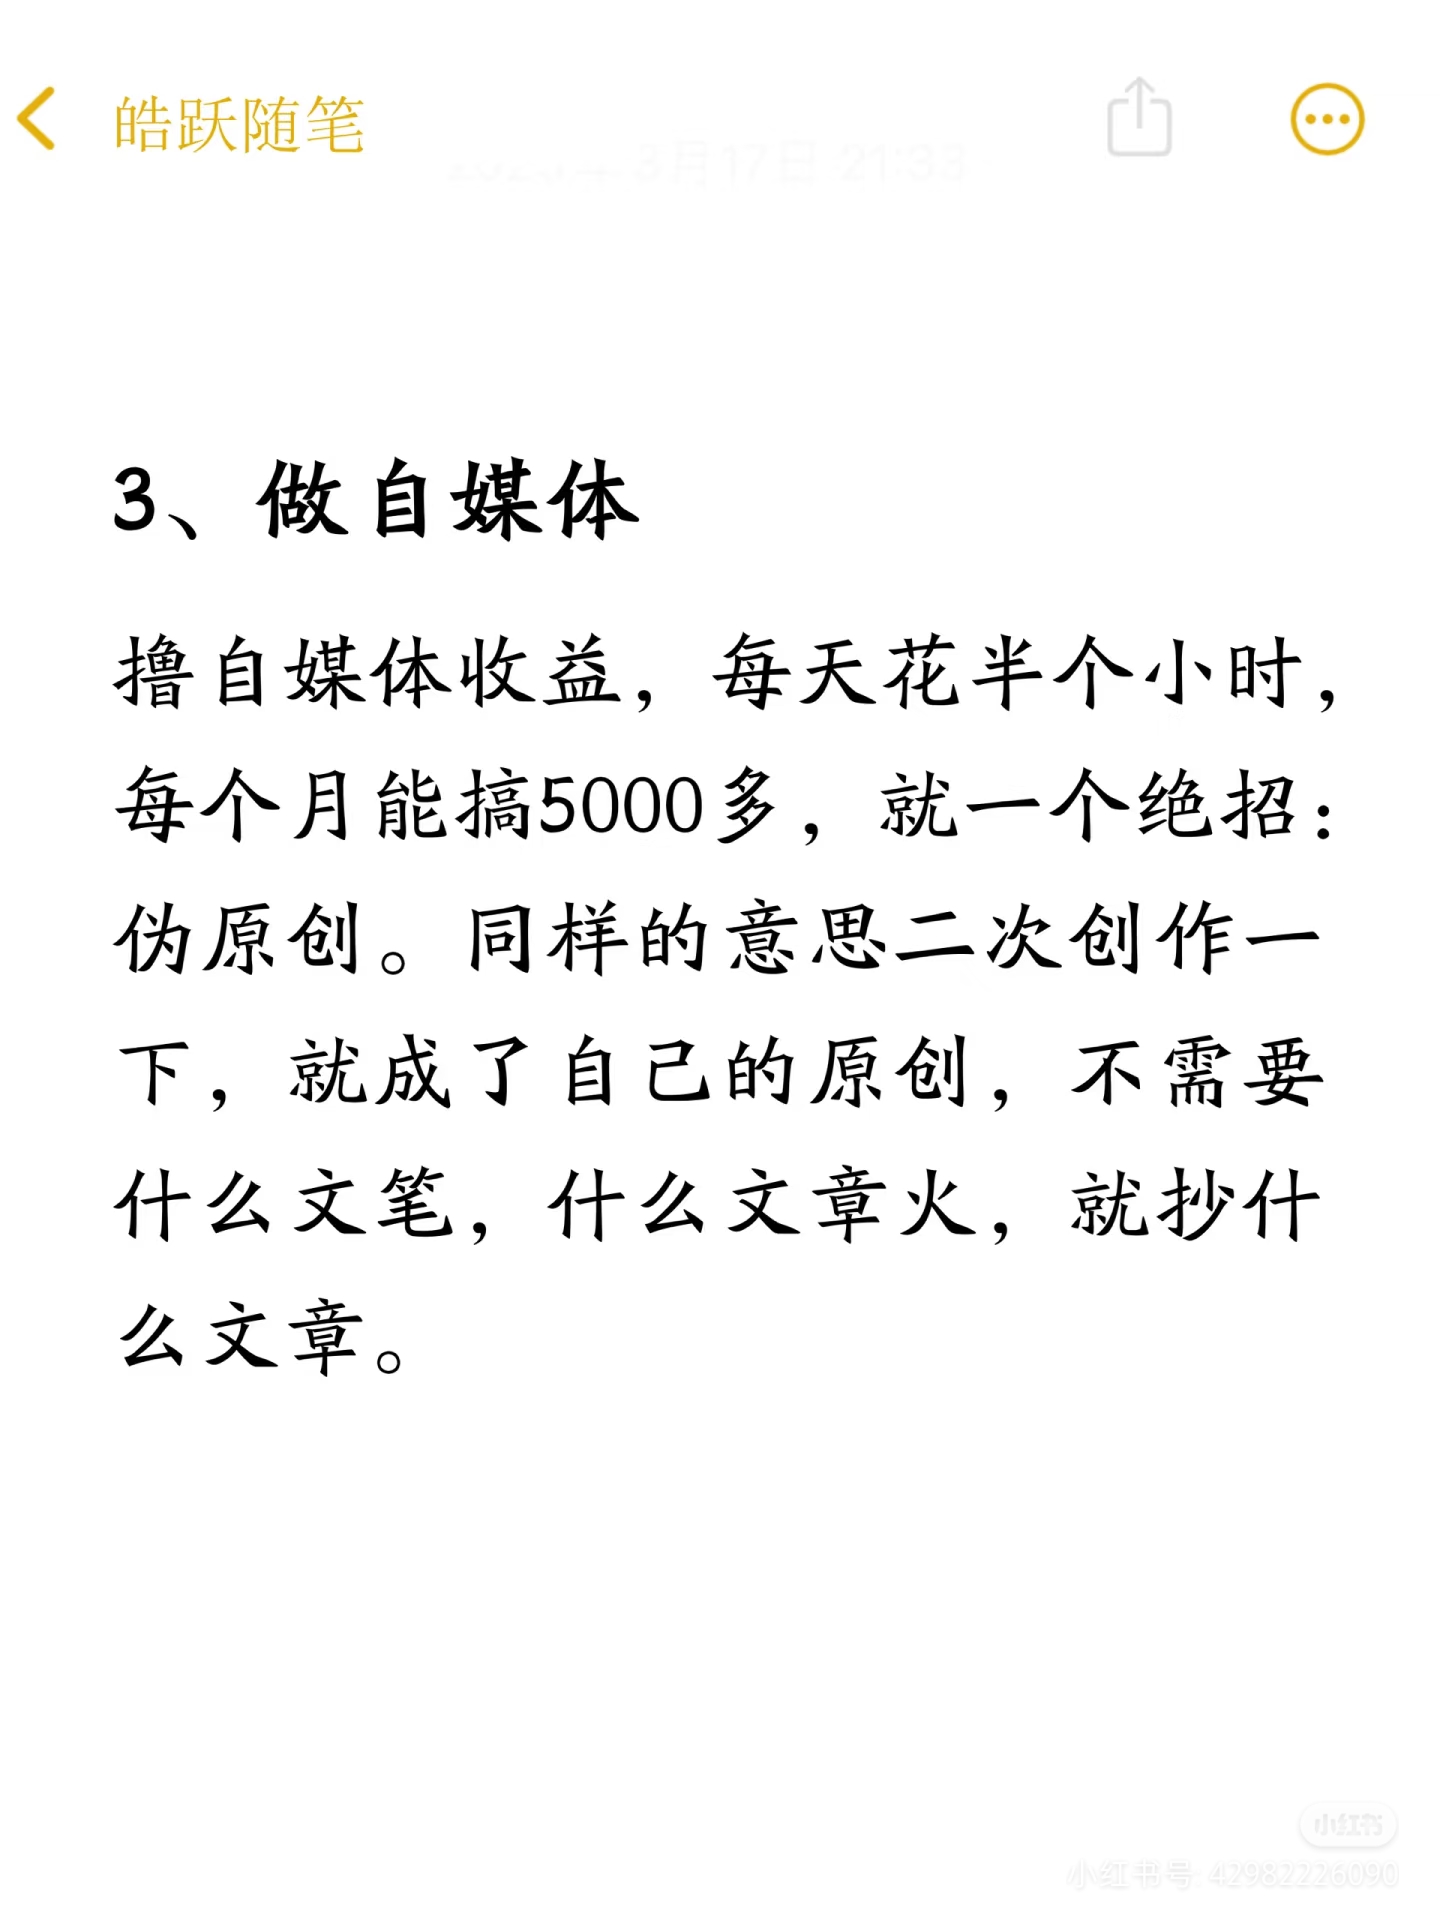 皓跃随笔
3月17日 21:33
3、做自媒体
撸自媒体收益，每天花半个小时，
每个月能搞5000多，就一个绝招：
伪原创。同样的意思二次创作一
下，就成了自己的原创，不需要
什么文笔，什么文章火，就抄什
么文章。
小红书
小红书号: 42982226090